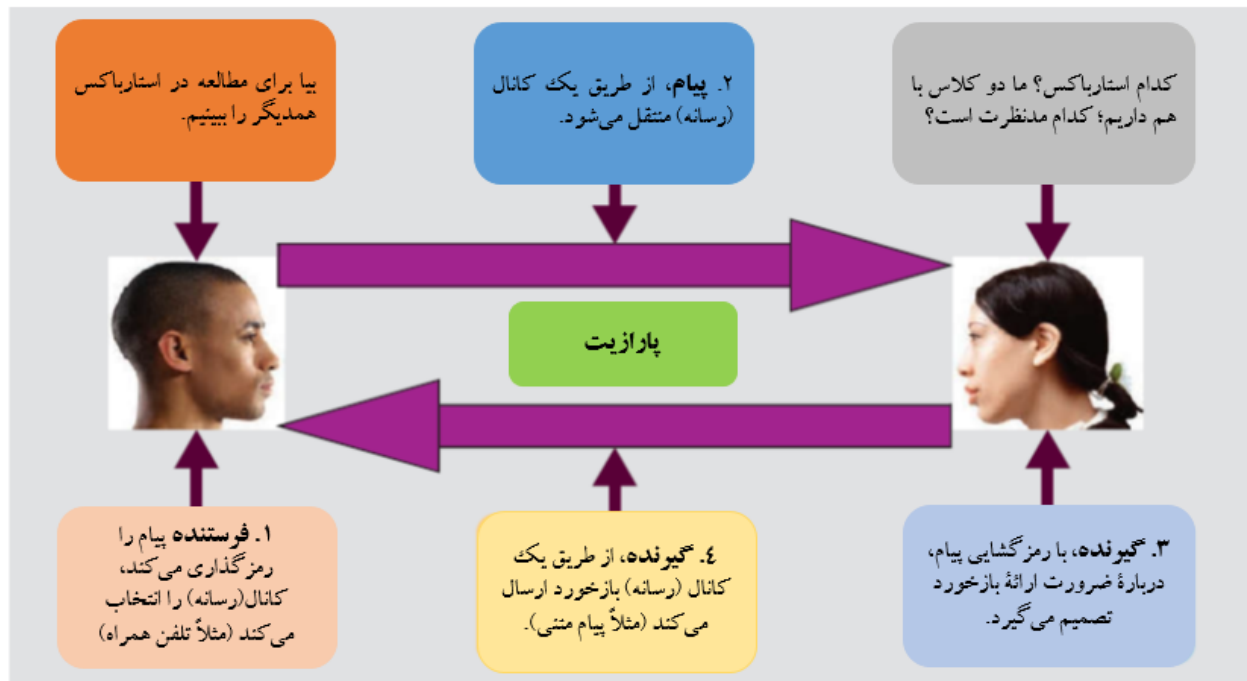 بیا برای مطالعه در استارباکس
همدیگر را ببینیم.
۲. پیام، از طریق یک کانال
(رسانه) منتقل می‌شود.
کدام استارباکس؟ ما دو کلاس با
هم داریم؛ کدام مدنظرت است؟
پارازیت
۱. فرستنده پیام را
رمزگذاری می‌کند،
کانال(رسانه) را انتخاب
می‌کند (مثلاً تلفن همراه)
۴. گیرنده، از طریق یک
کانال (رسانه) بازخورد ارسال
می‌کند (مثلاً پیام متنی).
۳. گیرنده، با رمزگشایی پیام،
دربارۀ ضرورت ارائۀ بازخورد
تصمیم می‌گیرد.